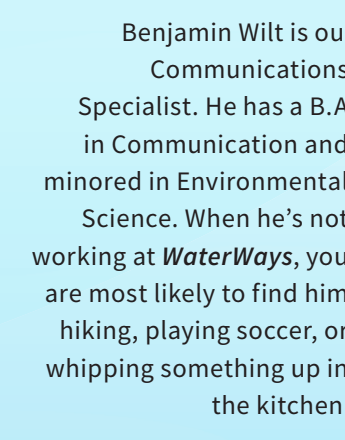 Benjamin Wilt is ou
Communications
Specialist. He has a B.A
in Communication and
minored in Environmental
Science. When he’s not
working at WaterWays, you
are most likely to find him
hiking, playing soccer, or
whipping something up in
the kitchen